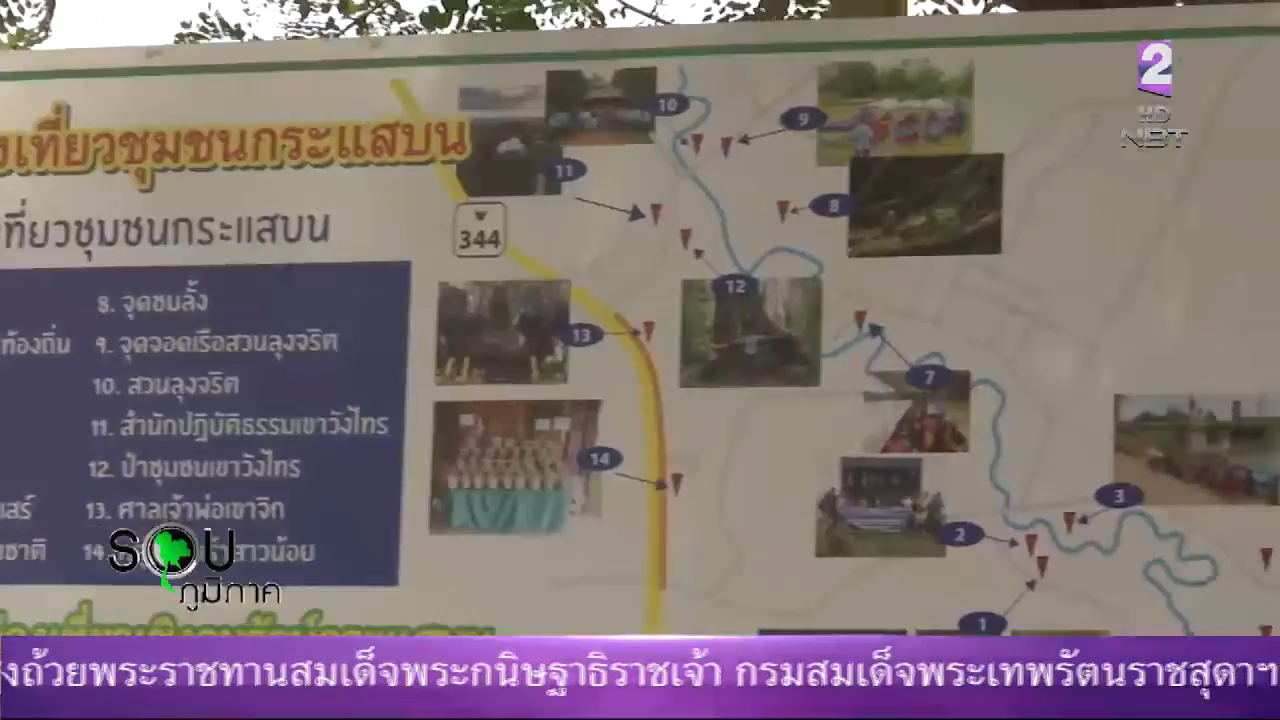 2
HD
NBT
งเที่ยวชุมชนกระแสบน
ที่ยวชุมชนกระแสบน
344
10
9
11
8
12
13
7
14
3
2
1
8. จุดชมลั้ง
ท้องถิ่น 9. จุดจอดเรือสวนลุงจริต
10. สวนลุงจริต
11. สำนักปฏิบัติธรรมเขาวังไทร
12. ป่าชุมชนเขาวังไทร
13. ศาลเจ้าพ่อเขาจิก
14. สาวน้อย
รอบ
ภูมิภาค
งถ้วยพระราชทานสมเด็จพระกนิษฐาธิราชเจ้า กรมสมเด็จพระเทพรัตนราชสุดาฯ